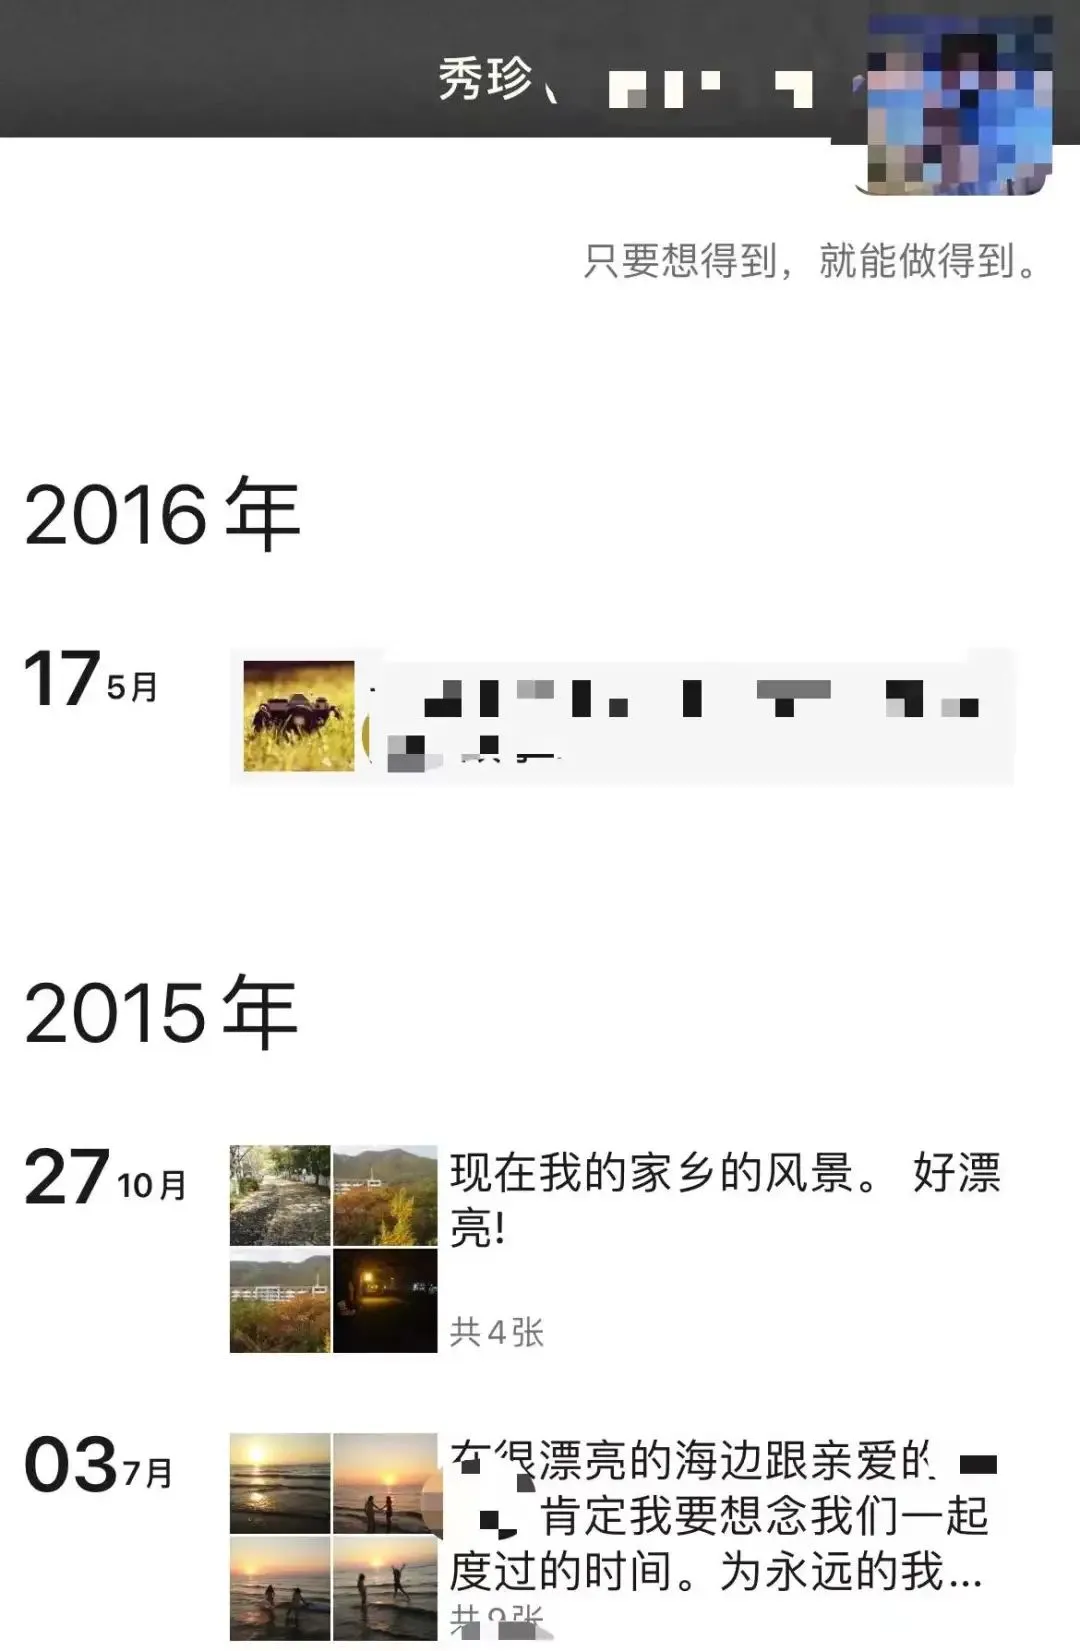 秀珍、
只要想得到，就能做得到。
2016年
17 5月
2015年
27 10月
现在我的家乡的风景。 好漂
亮!
共4张
03 7月
在很漂亮的海边跟亲爱的
肯定我要想念我们一起
度过的时间。为永远的我...
共9张